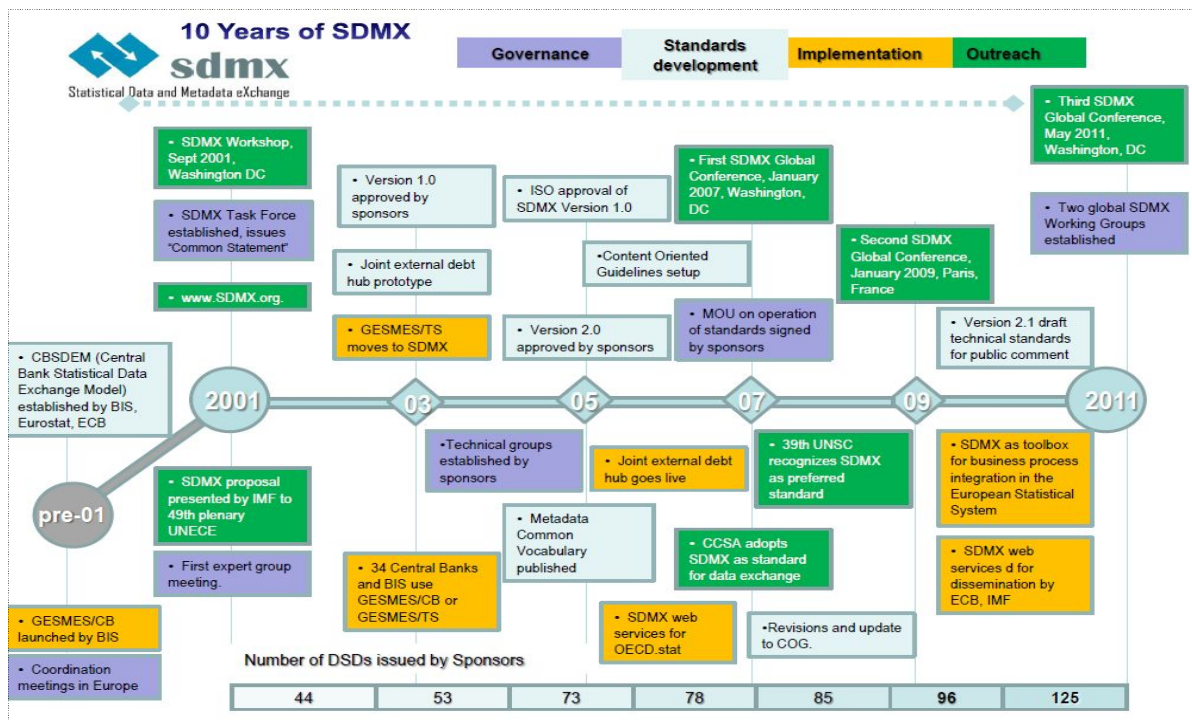 10 Years of SDMX
sdmx
Statistical Data and Metadata eXchange
Governance
Standards
development
Implementation
Outreach
• SDMX Workshop,
Sept 2001,
Washington DC
• SDMX Task Force
established, issues
“Common Statement”
• www.SDMX.org.
• Version 1.0
approved by
sponsors
• Joint external debt
hub prototype
• GESMES/TS
moves to SDMX
• ISO approval of
SDMX Version 1.0
•Content Oriented
Guidelines setup
• Version 2.0
approved by sponsors
• First SDMX Global
Conference, January
2007, Washington,
DC
• MOU on operation
of standards signed
by sponsors
• Second SDMX
Global Conference,
January 2009, Paris,
France
• Third SDMX
Global Conference,
May 2011,
Washington, DC
• Two global SDMX
Working Groups
established
• Version 2.1 draft
technical standards
for public comment
• CBSDEM (Central
Bank Statistical Data
Exchange Model)
established by BIS,
Eurostat, ECB
pre-01
2001
03
05
07
09
2011
• GESMES/CB
launched by BIS
• Coordination
meetings in Europe
• SDMX proposal
presented by IMF to
49th plenary
UNECE
• First expert group
meeting.
• 34 Central Banks
and BIS use
GESMES/CB or
GESMES/TS
•Technical groups
established by
sponsors
• Metadata
Common
Vocabulary
published
• Joint external debt
hub goes live
• SDMX web
services for
OECD.stat
• 39th UNSC
recognizes SDMX
as preferred
standard
• CCSA adopts
SDMX as standard
for data exchange
•Revisions and update
to COG.
• SDMX as toolbox
for business process
integration in the
European Statistical
System
• SDMX web
services d for
dissemination by
ECB, IMF
Number of DSDs issued by Sponsors
44 53 73 78 85 96 125